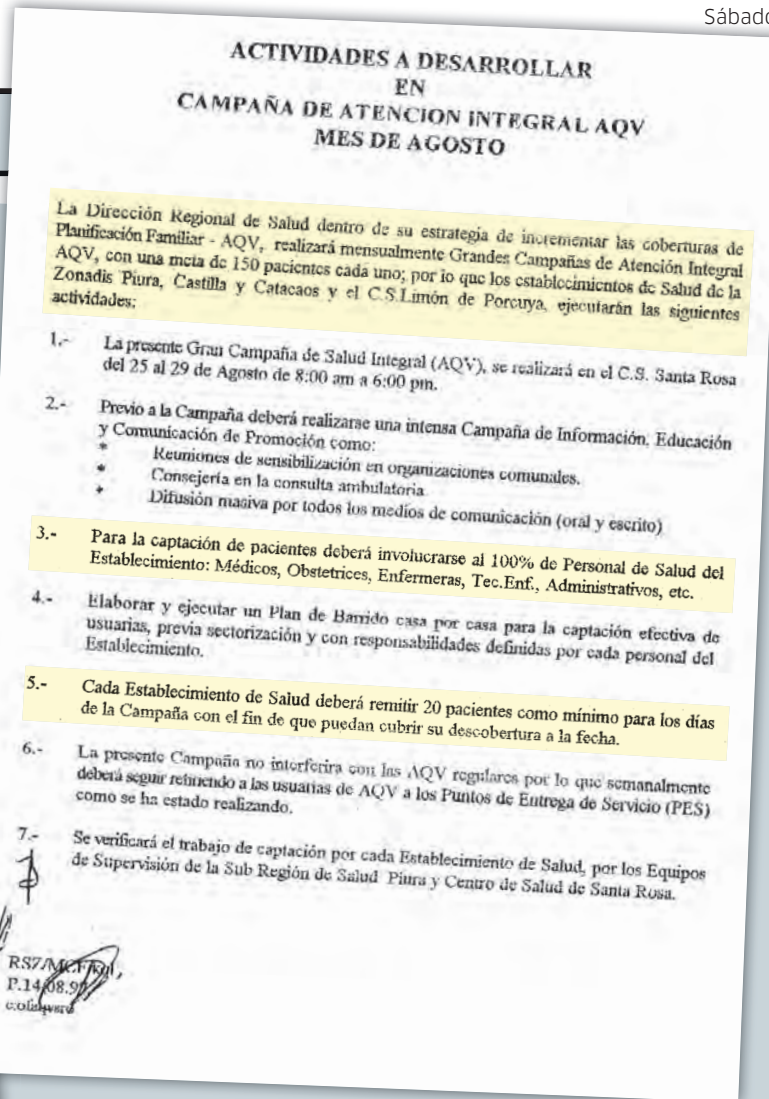 Sábado
ACTIVIDADES A DESARROLLAR
EN
CAMPAÑA DE ATENCION INTEGRAL AQV
MES DE AGOSTO
La Dirección Regional de Salud dentro de su estrategia de incrementar las coberturas de
Planificación Familiar - AQV, realizará mensualmente Grandes Campañas de Atención Integral
AQV, con una meta de 150 pacientes cada uno; por lo que los establecimientos de Salud de la
Zonadis Piura, Castilla y Catacaos y el C.S.Limón de Porcuya, ejecutarán las siguientes
actividades:
1.- La presente Gran Campaña de Salud Integral (AQV), se realizará en el C.S. Santa Rosa
del 25 al 29 de Agosto de 8:00 am a 6:00 pm.
2.- Previo a la Campaña deberá realizarse una intensa Campaña de Información, Educación
y Comunicación de Promoción como:
* Reuniones de sensibilización en organizaciones comunales.
* Consejería en la consulta ambulatoria
* Difusión masiva por todos los medios de comunicación (oral y escrito)
3.- Para la captación de pacientes deberá involucrarse al 100% de Personal de Salud del
Establecimiento: Médicos, Obstetrices, Enfermeras, Tec.Enf., Administrativos, etc.
4.- Elaborar y ejecutar un Plan de Barrido casa por casa para la captación efectiva de
usuarias, previa sectorización y con responsabilidades definidas por cada personal del
Establecimiento.
5.- Cada Establecimiento de Salud deberá remitir 20 pacientes como mínimo para los días
de la Campaña con el fin de que puedan cubrir su descobertura a la fecha.
6.- La presente Campaña no interferira con las AQV regulares por lo que semanalmente
deberá seguir a las usuarias de AQV a los Puntos de Entrega de Servicio (PES)
como se ha estado realizando.
7.- Se verificará el trabajo de captación por cada Establecimiento de Salud, por los Equipos
de Supervisión de la Sub Región de Salud Piura y Centro de Salud de Santa Rosa.
P.14/08.